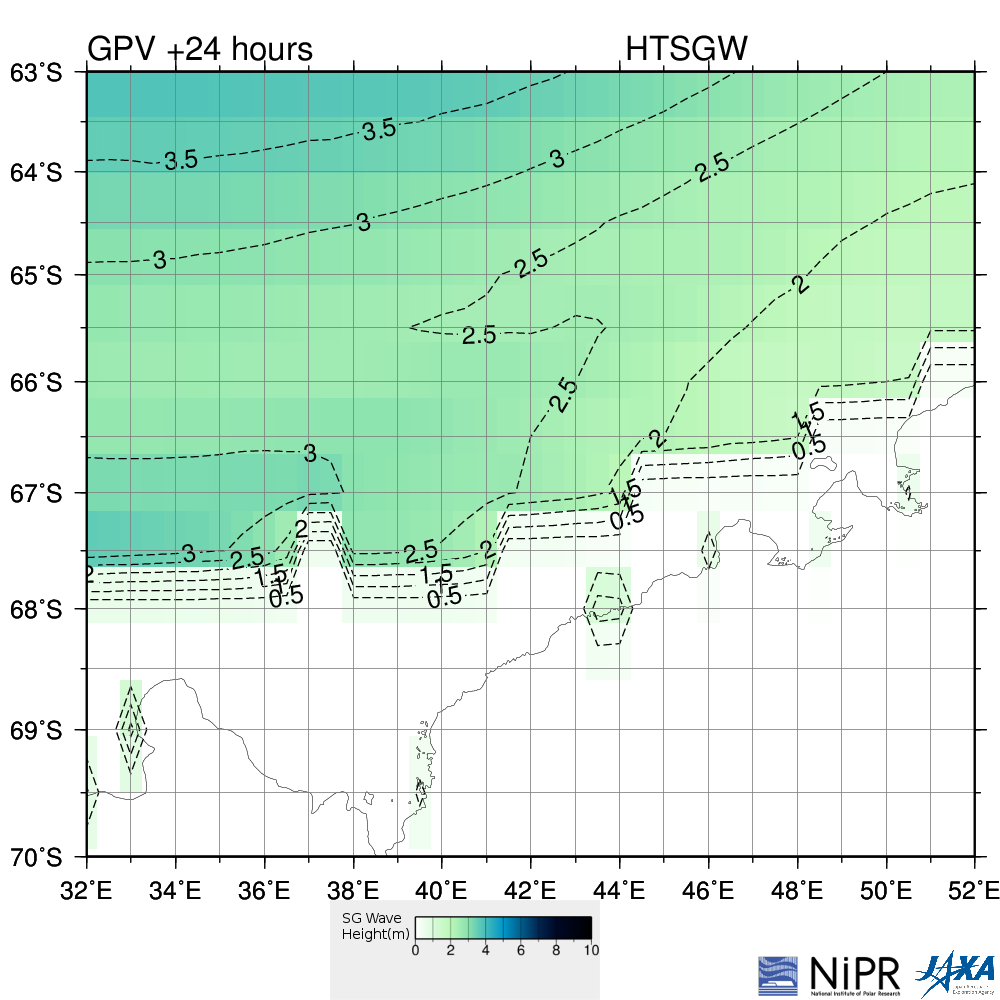 GPV +24 hours HTSGW
63°S
3.5
3.5
3
2.5
64°S
3
3
2.5
2
65°S
2.5
2.5
66°S
1.5
2
0.5
3
67°S
1.5
0.5
2
3 2.5 2.5 2
1.5 1.5
0.5 0.5
68°S
69°S
70°S
32°E 34°E 36°E 38°E 40°E 42°E 44°E 46°E 48°E 50°E 52°E
SG Wave
Height(m)
0 2 4 6 8 10
NiPR
National Institute of Polar Research
JAXA
Japan Aerospace
Exploration Agency